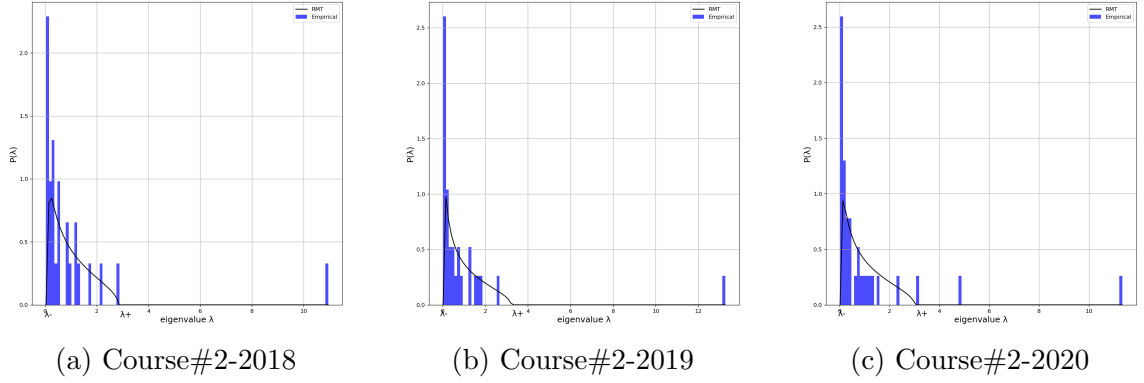 RMT
Empirical
2.0
1.5
1.0
0.5
0.0
P(λ)
0
2
4
6
8
10
λ-
λ+
eigenvalue λ
(a) Course#2-2018
RMT
Empirical
2.5
2.0
1.5
1.0
0.5
0.0
P(λ)
0
2
4
6
8
10
12
λ-
λ+
eigenvalue λ
(b) Course#2-2019
RMT
Empirical
2.5
2.0
1.5
1.0
0.5
0.0
P(λ)
0
2
4
6
8
10
λ-
λ+
eigenvalue λ
(c) Course#2-2020